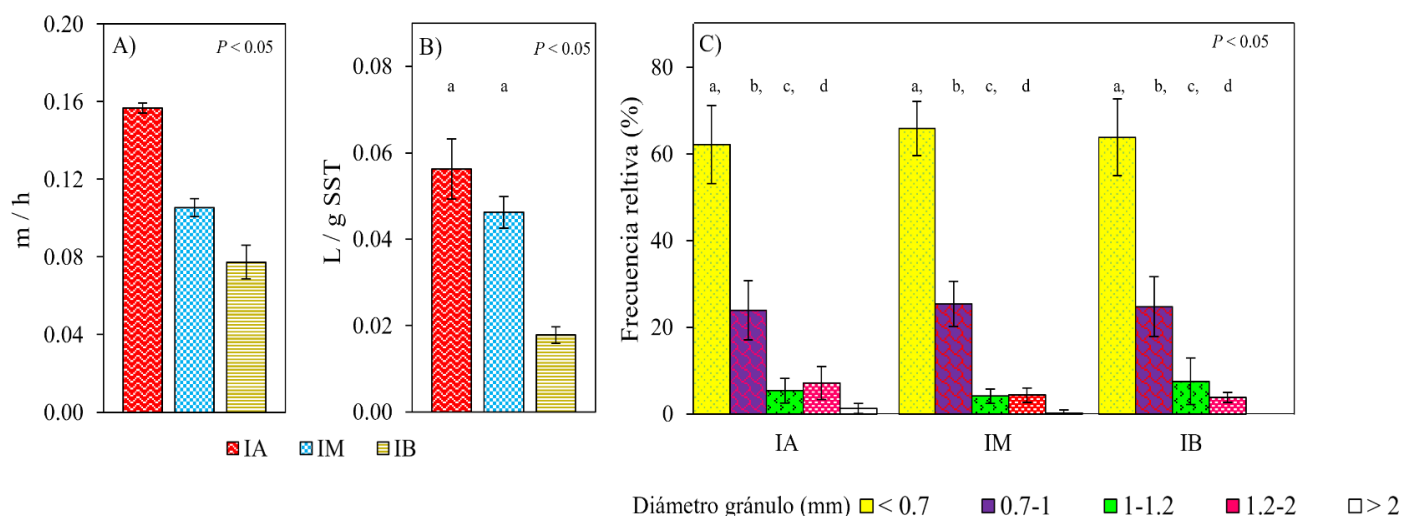 A)
P < 0.05
m / h
0.20
0.16
0.12
0.08
0.04
0.00
B)
P < 0.05
L / g SST
0.08
0.06
0.04
0.02
0.00
a a
IA IM IB
C)
P < 0.05
Frecuencia reltiva (%)
80
60
40
20
0
a, b, c, d a, b, c, d a, b, c, d
IA IM IB
Diámetro gránulo (mm) < 0.7 0.7-1 1-1.2 1.2-2 > 2